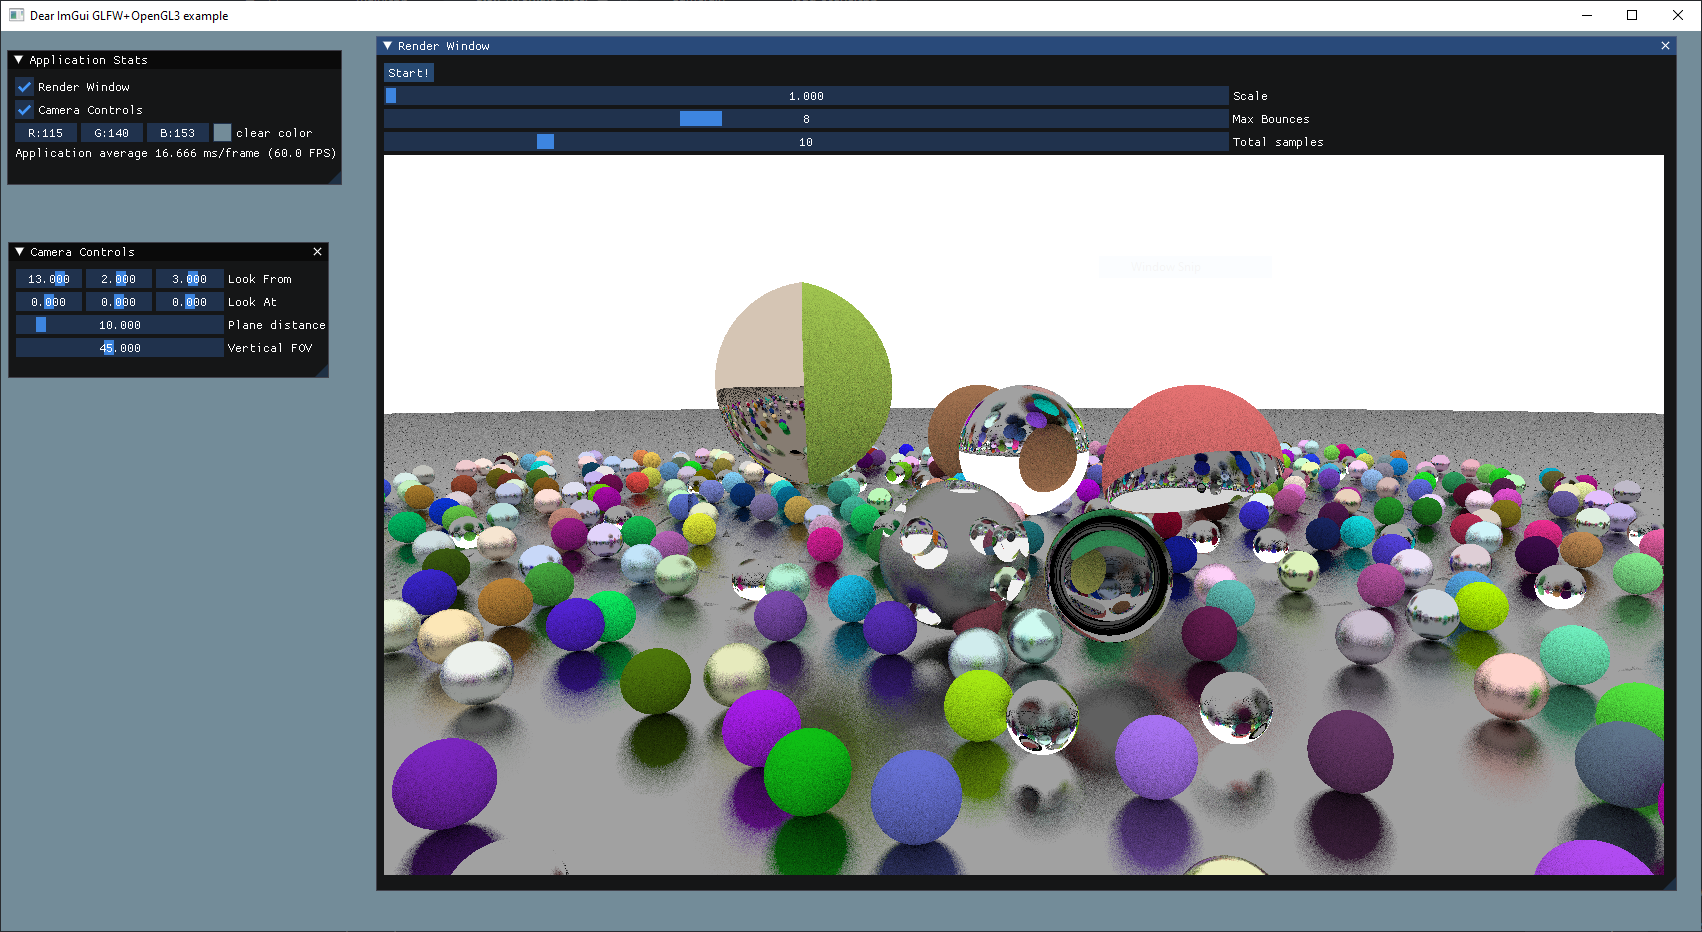 Dear ImGui GLFW+OpenGL3 example
Application Stats
Render Window
Camera Controls
R:115 G:140 B:153 clear color
Application average 16.666 ms/frame (60.0 FPS)
Camera Controls
13.000 2.000 3.000 Look From
0.000 0.000 0.000 Look At
10.000 Plane distance
45.000 Vertical FOV
Render Window
Start!
1.000 Scale
8 Max Bounces
10 Total samples
Window Snip